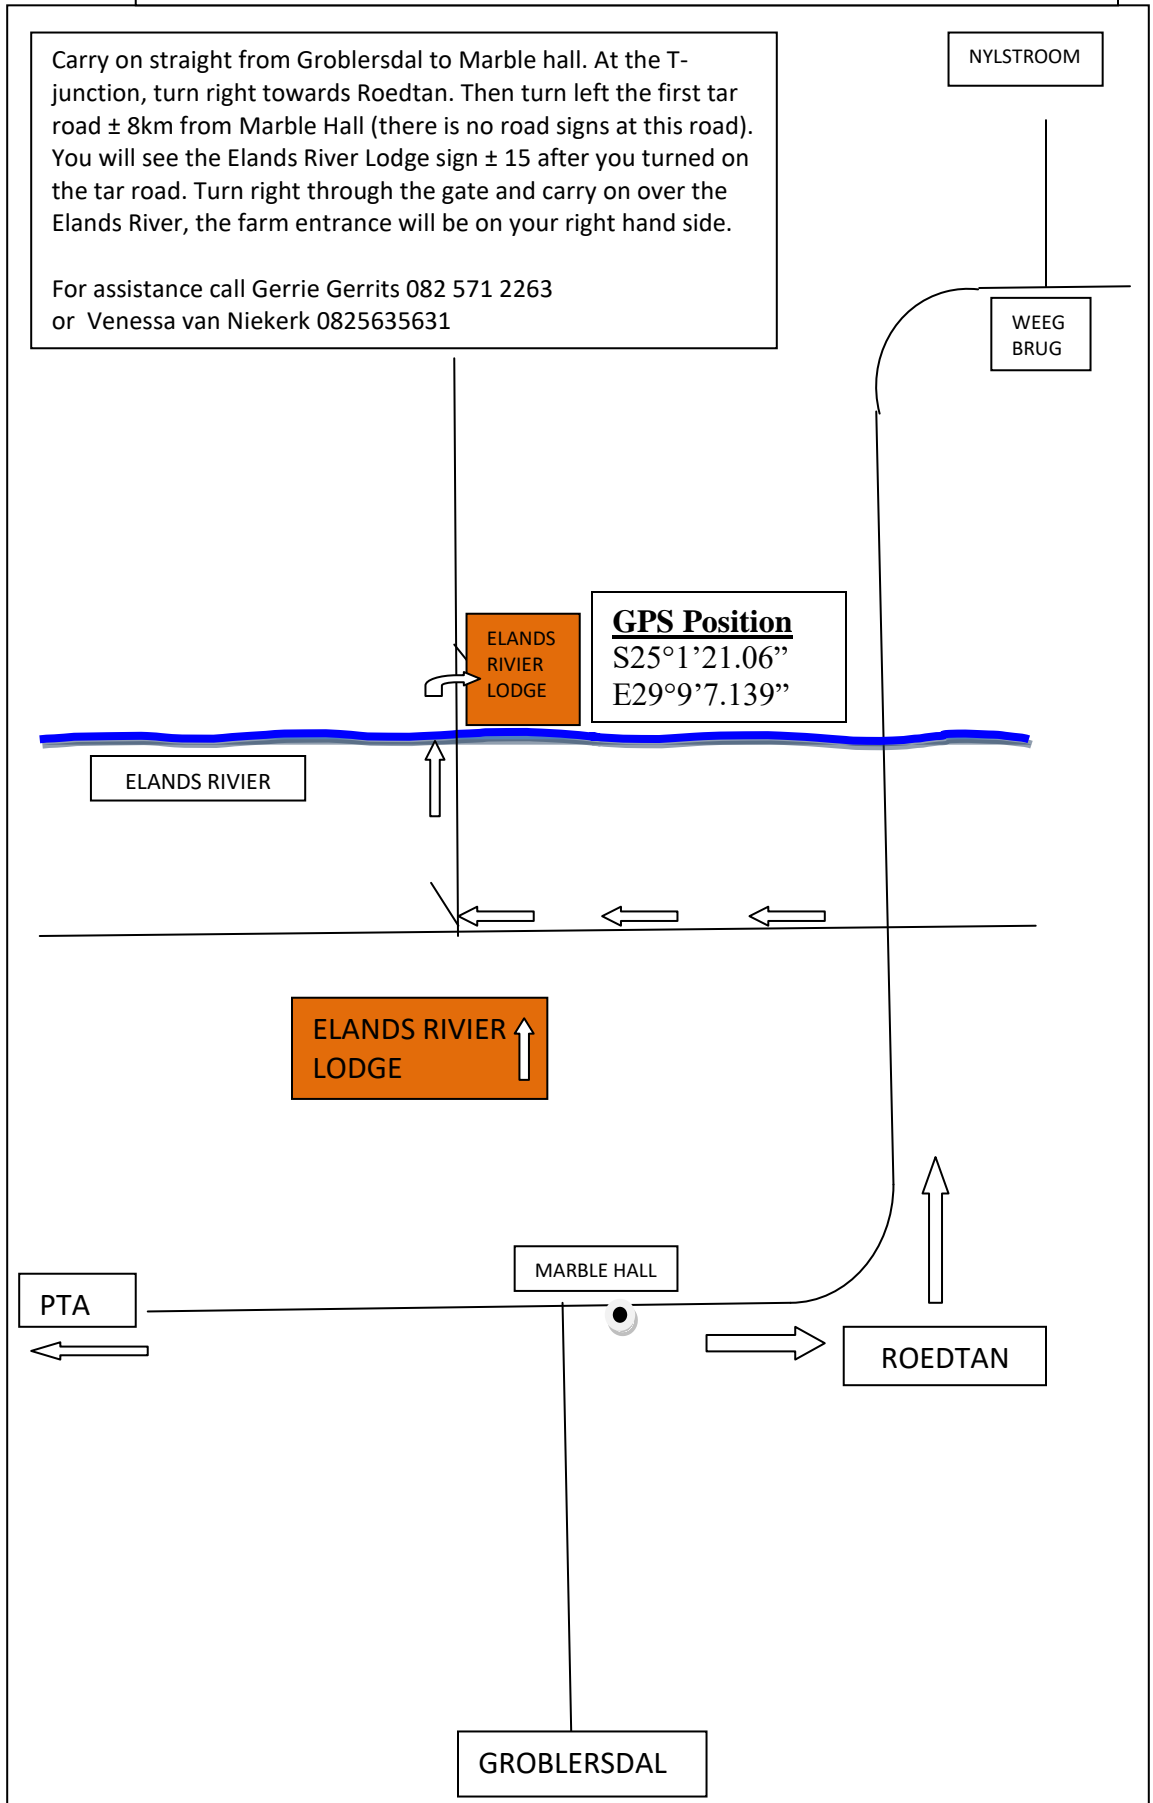 Carry on straight from Groblersdal to Marble hall. At the T-
junction, turn right towards Roedtan. Then turn left the first tar
road ± 8km from Marble Hall (there is no road signs at this road).
You will see the Elands River Lodge sign ± 15 after you turned on
the tar road. Turn right through the gate and carry on over the
Elands River, the farm entrance will be on your right hand side.
For assistance call Gerrie Gerrits 082 571 2263
or Venessa van Niekerk 0825635631
NYLSTROOM
WEEG
BRUG
ELANDS
RIVIER
LODGE
GPS Position
S25°1’21.06”
E29°9’7.139”
ELANDS RIVIER
ELANDS RIVIER
LODGE
MARBLE HALL
PTA
ROEDTAN
GROBLERSDAL